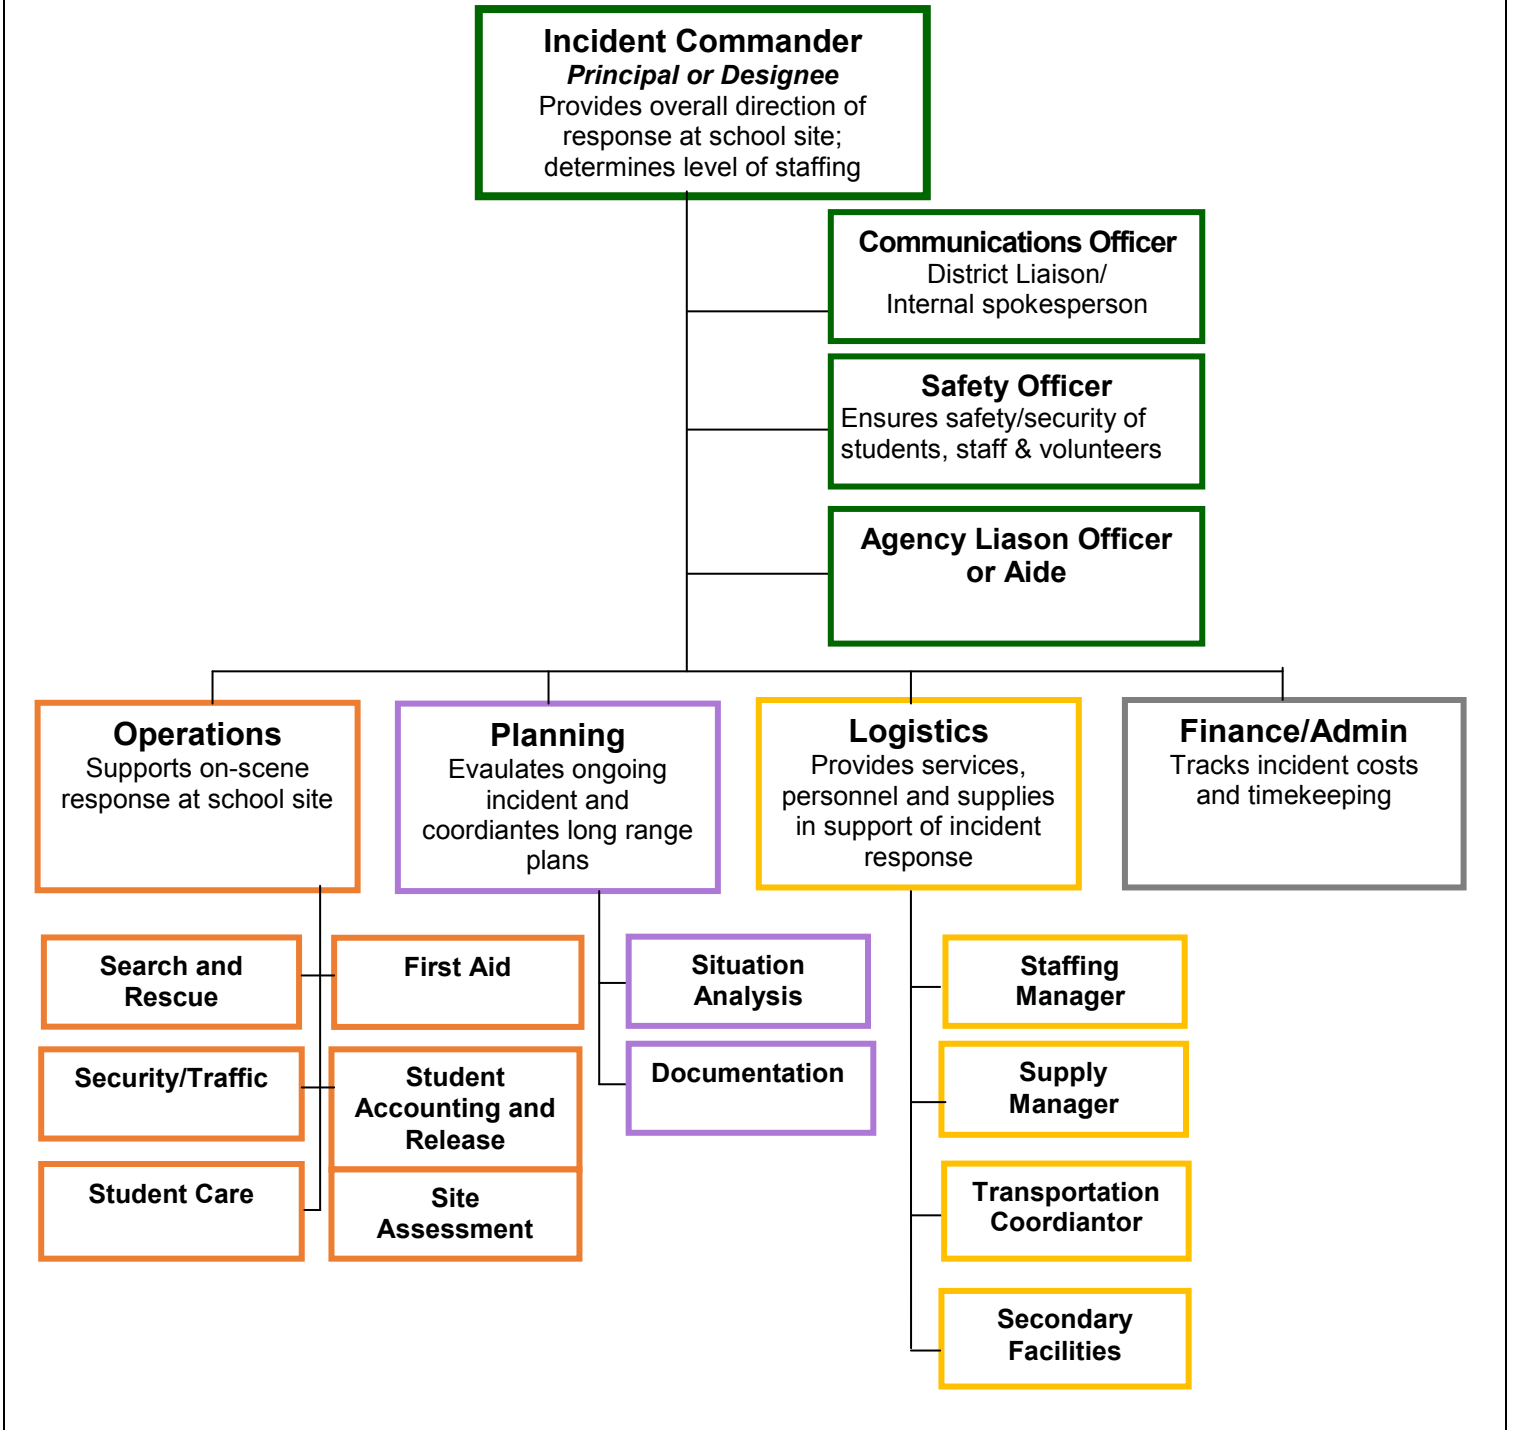 Incident Commander
Principal or Designee
Provides overall direction of
response at school site;
determines level of staffing
Communications Officer
District Liaison/
Internal spokesperson
Safety Officer
Ensures safety/security of
students, staff & volunteers
Agency Liason Officer
or Aide
Operations
Supports on-scene
response at school site
Planning
Evaulates ongoing
incident and
coordiantes long range
plans
Logistics
Provides services,
personnel and supplies
in support of incident
response
Finance/Admin
Tracks incident costs
and timekeeping
Search and
Rescue
First Aid
Security/Traffic
Student
Accounting and
Release
Student Care
Site
Assessment
Situation
Analysis
Documentation
Staffing
Manager
Supply
Manager
Transportation
Coordiantor
Secondary
Facilities